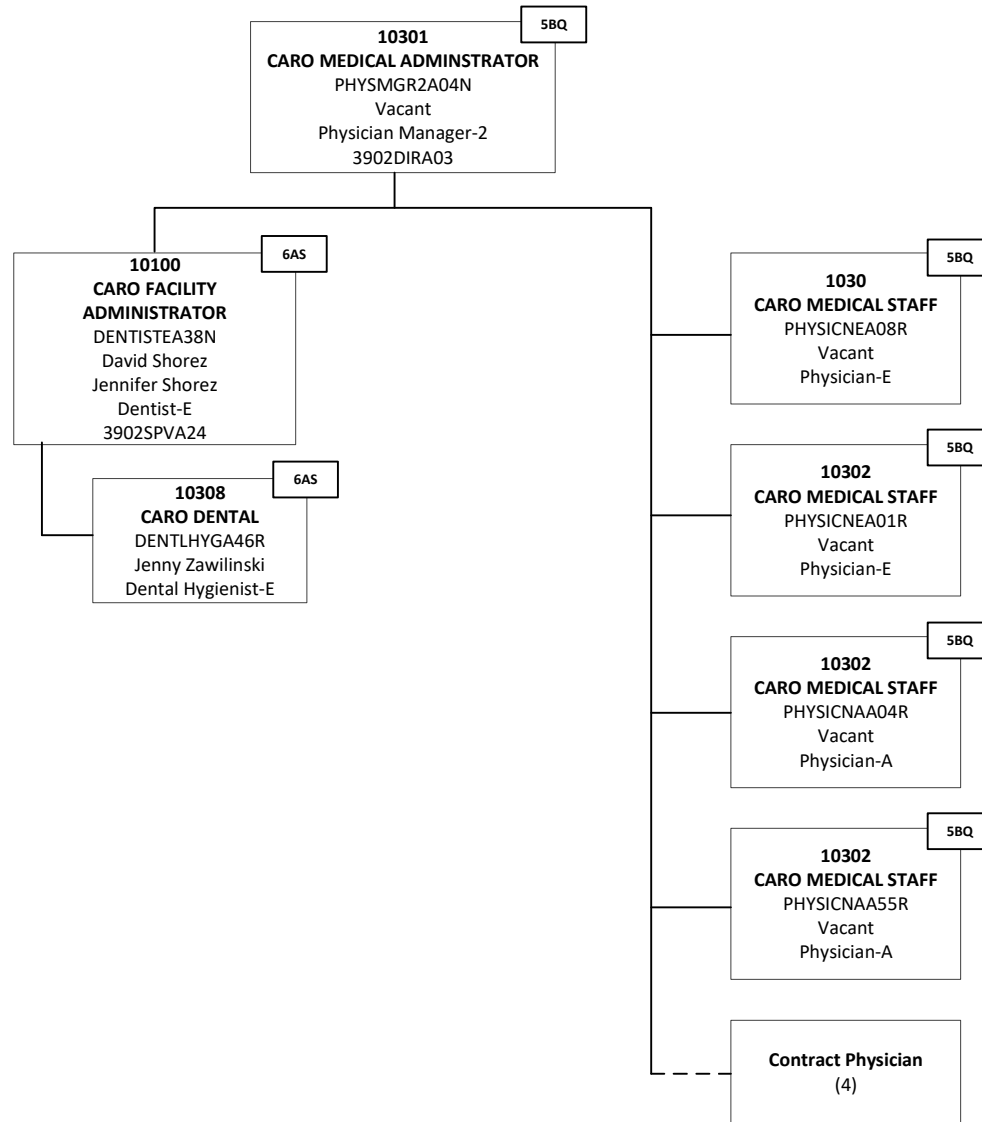 5BQ
10301
CARO MEDICAL ADMINSTRATOR
PHYSMGR2A04N
Vacant
Physician Manager-2
3902DIRA03
6AS
10100
CARO FACILITY
ADMINISTRATOR
DENTISTEA38N
David Shorez
Jennifer Shorez
Dentist-E
3902SPVA24
6AS
10308
CARO DENTAL
DENTLHYGA46R
Jenny Zawilinski
Dental Hygienist-E
5BQ
1030
CARO MEDICAL STAFF
PHYSICNEA08R
Vacant
Physician-E
5BQ
10302
CARO MEDICAL STAFF
PHYSICNEA01R
Vacant
Physician-E
5BQ
10302
CARO MEDICAL STAFF
PHYSICNAA04R
Vacant
Physician-A
5BQ
10302
CARO MEDICAL STAFF
PHYSICNAA55R
Vacant
Physician-A
Contract Physician
(4)